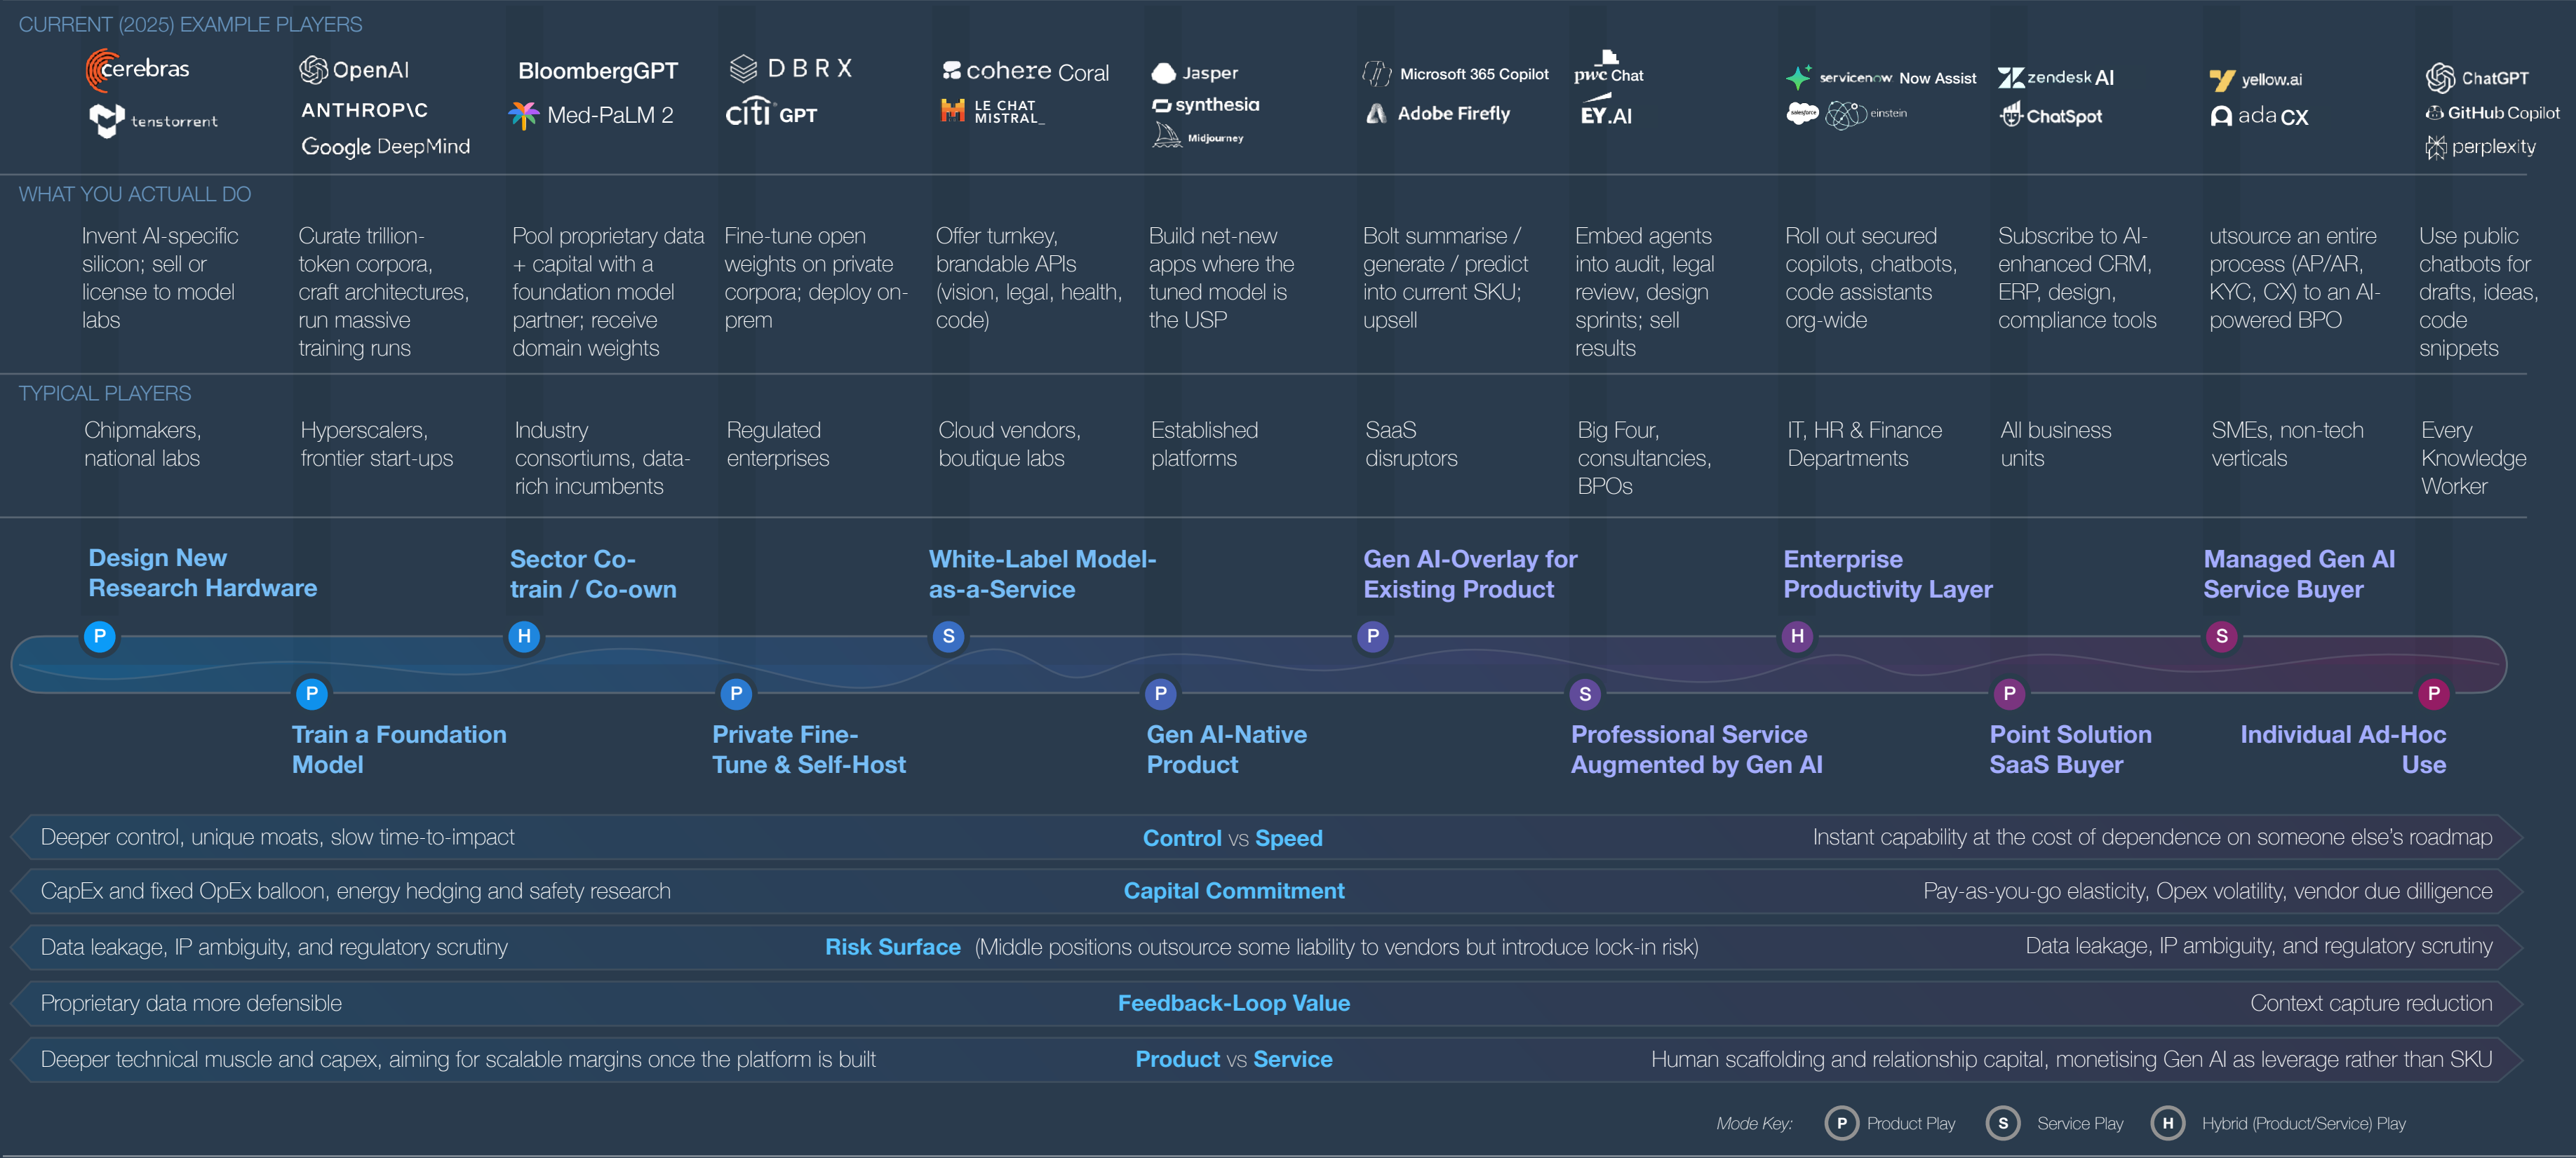 CURRENT (2025) EXAMPLE PLAYERS
cerebras
tenstorrent
OpenAI
ANTHROP\C
Google DeepMind
BloombergGPT
Med-PaLM 2
DBRX
citi GPT
cohere Coral
LE CHAT
MISTRAL_
Jasper
synthesia
Midjourney
Microsoft 365 Copilot
Adobe Firefly
pwc Chat
EY.AI
servicenow Now Assist
salesforce einstein
zendesk AI
ChatSpot
yellow.ai
ada CX
ChatGPT
GitHub Copilot
perplexity
WHAT YOU ACTUALL DO
Invent AI-specific
silicon; sell or
license to model
labs
Curate trillion-
token corpora,
craft architectures,
run massive
training runs
Pool proprietary data
+ capital with a
foundation model
partner; receive
domain weights
Fine-tune open
weights on private
corpora; deploy on-
prem
Offer turnkey,
brandable APIs
(vision, legal, health,
code)
Build net-new
apps where the
tuned model is
the USP
Bolt summarise /
generate / predict
into current SKU;
upsell
Embed agents
into audit, legal
review, design
sprints; sell
results
Roll out secured
copilots, chatbots,
code assistants
org-wide
Subscribe to AI-
enhanced CRM,
ERP, design,
compliance tools
utsource an entire
process (AP/AR,
KYC, CX) to an AI-
powered BPO
Use public
chatbots for
drafts, ideas,
code
snippets
TYPICAL PLAYERS
Chipmakers,
national labs
Hyperscalers,
frontier start-ups
Industry
consortiums, data-
rich incumbents
Regulated
enterprises
Cloud vendors,
boutique labs
Established
platforms
SaaS
disruptors
Big Four,
consultancies,
BPOs
IT, HR & Finance
Departments
All business
units
SMEs, non-tech
verticals
Every
Knowledge
Worker
Design New
Research Hardware
Sector Co-
train / Co-own
White-Label Model-
as-a-Service
Gen AI-Overlay for
Existing Product
Enterprise
Productivity Layer
Managed Gen AI
Service Buyer
P
H
S
P
H
S
P
P
P
S
P
P
Train a Foundation
Model
Private Fine-
Tune & Self-Host
Gen AI-Native
Product
Professional Service
Augmented by Gen AI
Point Solution
SaaS Buyer
Individual Ad-Hoc
Use
Deeper control, unique moats, slow time-to-impact
Control vs Speed
Instant capability at the cost of dependence on someone else's roadmap
CapEx and fixed OpEx balloon, energy hedging and safety research
Capital Commitment
Pay-as-you-go elasticity, Opex volatility, vendor due dilligence
Data leakage, IP ambiguity, and regulatory scrutiny
Risk Surface (Middle positions outsource some liability to vendors but introduce lock-in risk)
Data leakage, IP ambiguity, and regulatory scrutiny
Proprietary data more defensible
Feedback-Loop Value
Context capture reduction
Deeper technical muscle and capex, aiming for scalable margins once the platform is built
Product vs Service
Human scaffolding and relationship capital, monetising Gen AI as leverage rather than SKU
Mode Key:
P Product Play
S Service Play
H Hybrid (Product/Service) Play